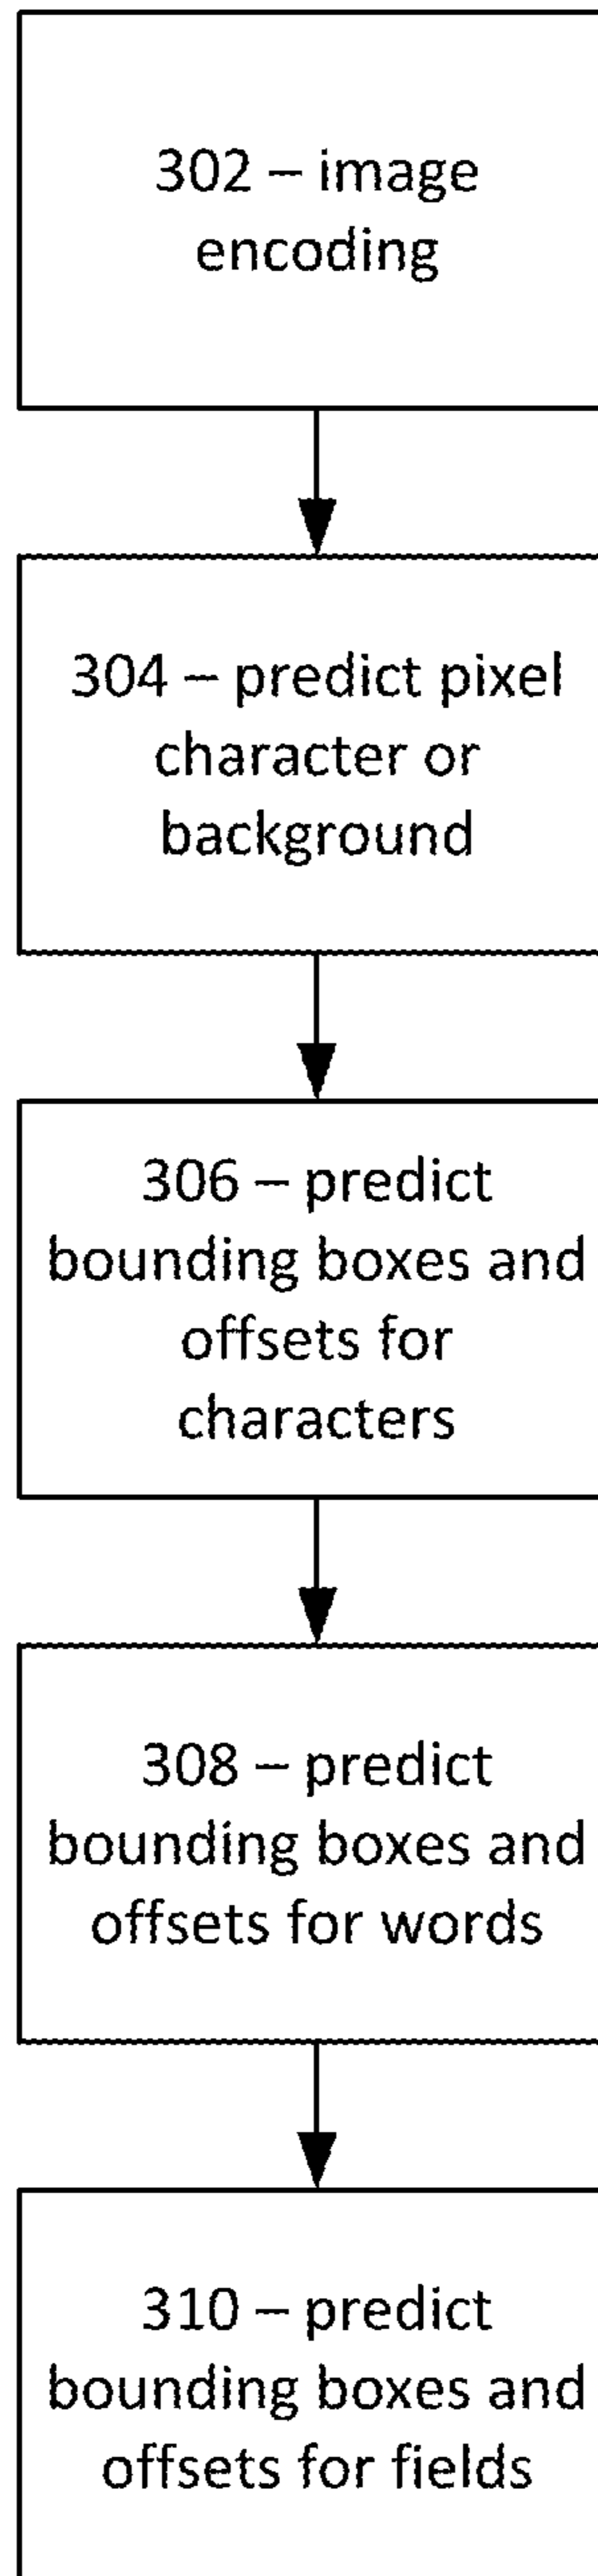 302 – image
encoding
304 – predict pixel
character or
background
306 – predict
bounding boxes and
offsets for
characters
308 – predict
bounding boxes and
offsets for words
310 – predict
bounding boxes and
offsets for fields